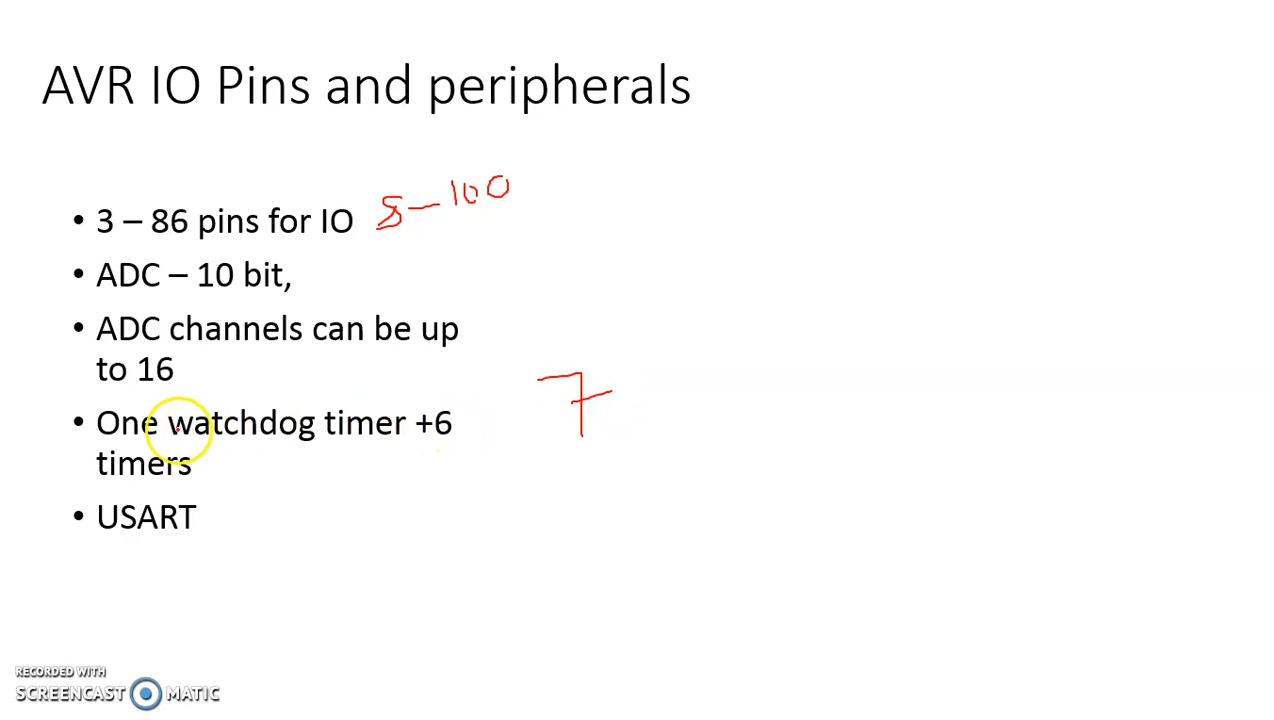 AVR IO Pins and peripherals
• 3 – 86 pins for IO 8 – 100
• ADC – 10 bit,
• ADC channels can be up
to 16
7
• One watchdog timer +6
timers
• USART
RECORDED WITH
SCREENCAST MATIC